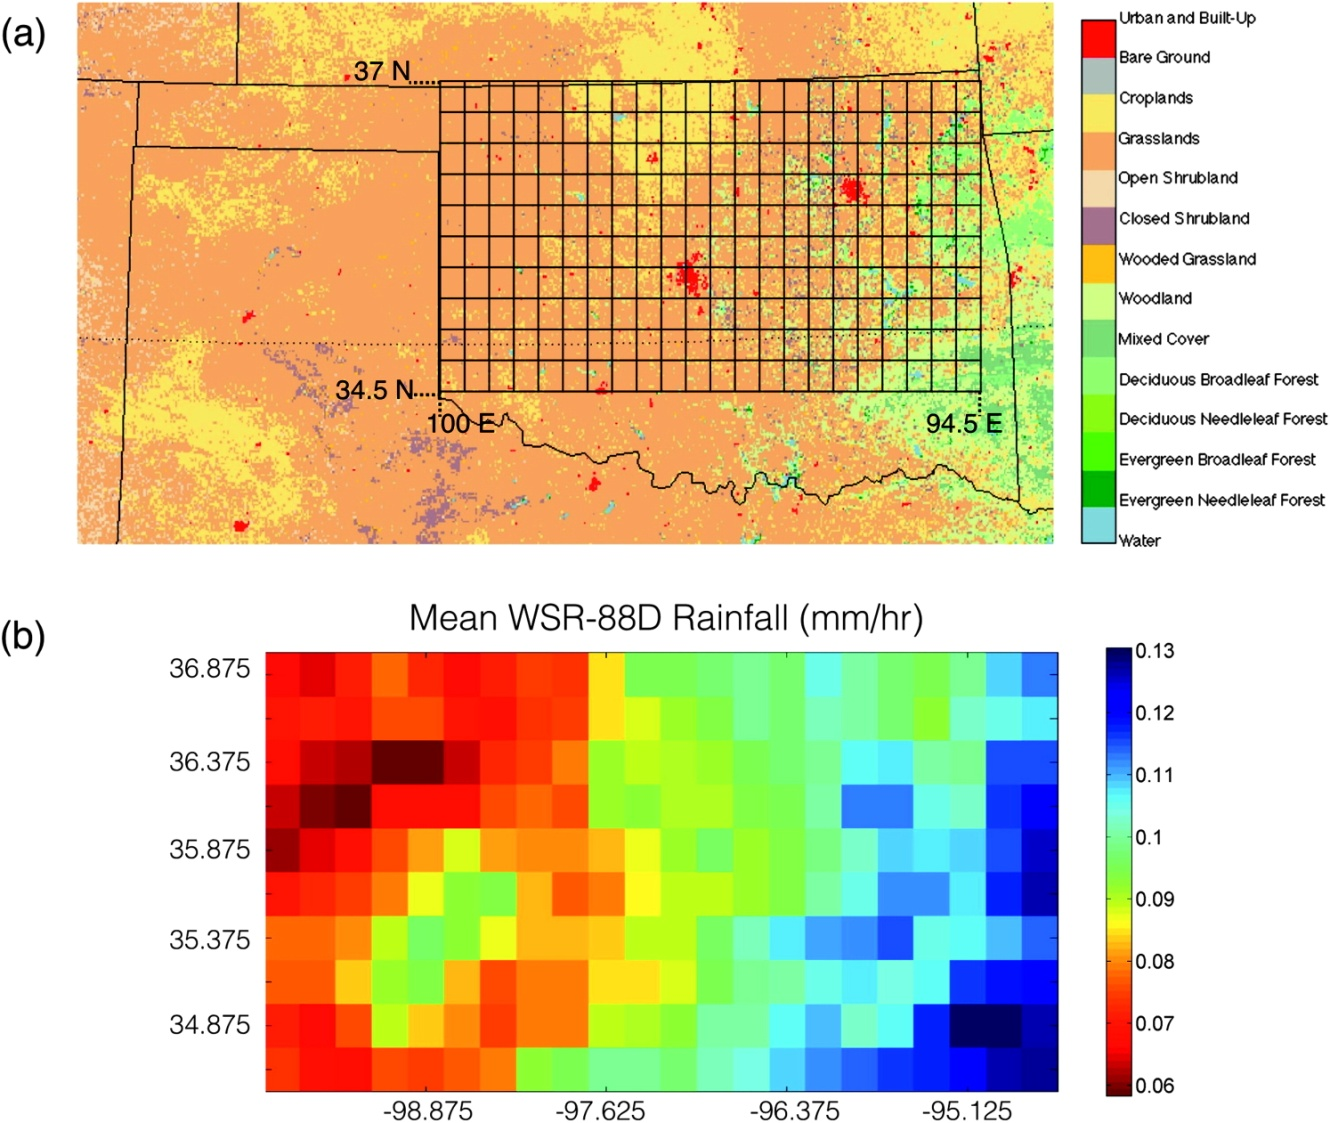 (a)
37 N
34.5 N
100 E
94.5 E
Urban and Built-Up
Bare Ground
Croplands
Grasslands
Open Shrubland
Closed Shrubland
Wooded Grassland
Woodland
Mixed Cover
Deciduous Broadleaf Forest
Deciduous Needleleaf Forest
Evergreen Broadleaf Forest
Evergreen Needleleaf Forest
Water
(b)
Mean WSR-88D Rainfall (mm/hr)
36.875
36.375
35.875
35.375
34.875
-98.875
-97.625
-96.375
-95.125
0.13
0.12
0.11
0.1
0.09
0.08
0.07
0.06